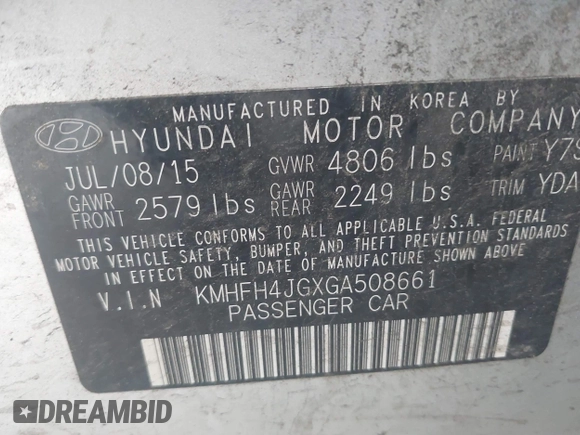 MANUFACTURED IN KOREA BY
HYUNDAI MOTOR COMPANY
JUL/08/15 GVWR 4806 lbs PAINT
GAWR FRONT 2579 lbs GAWR REAR 2249 lbs TRIM YDA
THIS VEHICLE CONFORMS TO ALL APPLICABLE U.S.A. FEDERAL
MOTOR VEHICLE SAFETY, BUMPER, AND THEFT PREVENTION STANDARDS
IN EFFECT ON THE DATE OF MANUFACTURE SHOWN ABOVE.
V.I.N KMHFH4JGXGA508661
PASSENGER CAR
DREAMBID